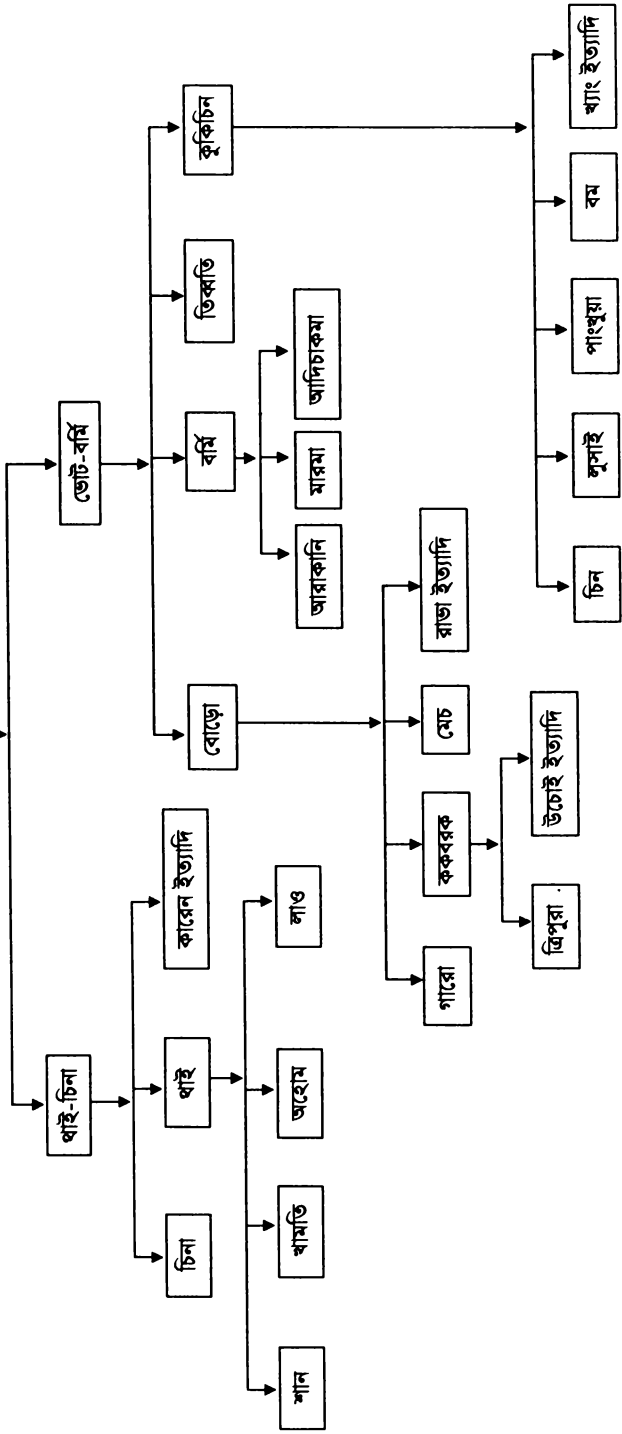 থাই-চিনা
ভোট-বর্মি
চিনা
থাই
কারেন ইত্যাদি
বোড়ো
বর্মি
তিব্বতি
কুকিচিন
শান
খামতি
অহোম
লাও
আরাকানি
মারমা
আদিচাকমা
গারো
ককবরক
মেচ
রাভা ইত্যাদি
ত্রিপুরা
উচোই ইত্যাদি
চিন
লুসাই
পাংখুয়া
বম
খ্যাং ইত্যাদি